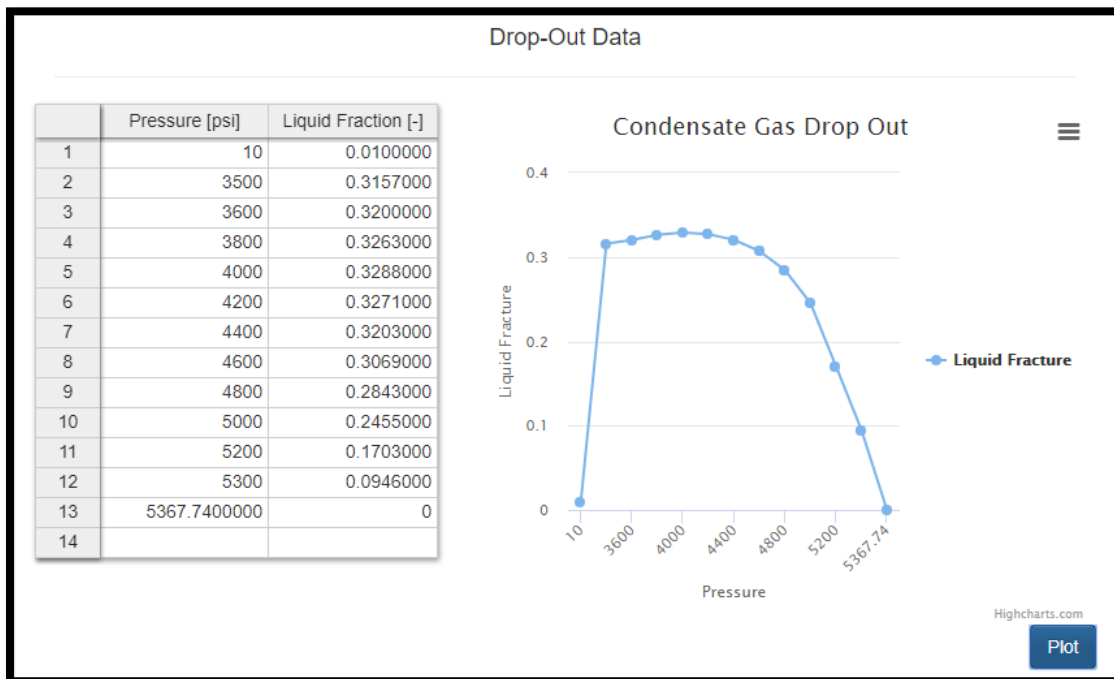 Drop-Out Data
Pressure [psi] Liquid Fraction [-]
1 10 0.0100000
2 3500 0.3157000
3 3600 0.3200000
4 3800 0.3263000
5 4000 0.3288000
6 4200 0.3271000
7 4400 0.3203000
8 4600 0.3069000
9 4800 0.2843000
10 5000 0.2455000
11 5200 0.1703000
12 5300 0.0946000
13 5367.7400000 0
14
Condensate Gas Drop Out
0.4
0.3
0.2
0.1
0
Liquid Fracture
10 3600 4000 4400 4800 5200 5367.74
Pressure
Liquid Fracture
Highcharts.com
Plot